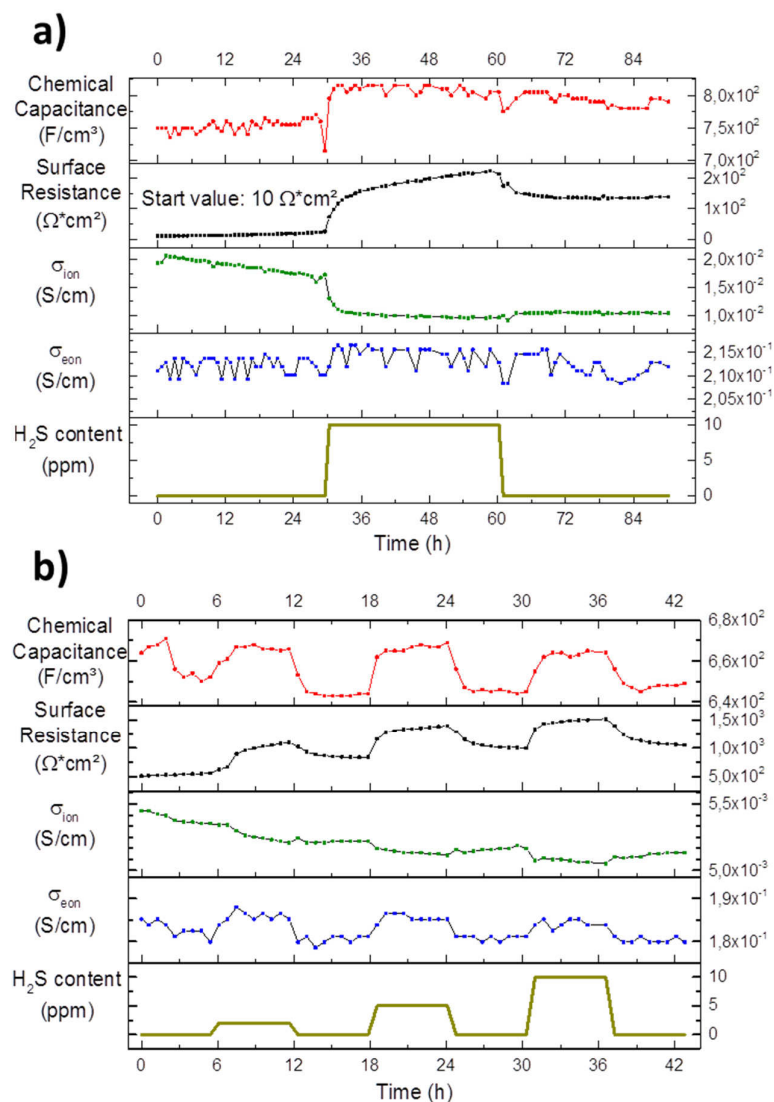 a)
0 12 24 36 48 60 72 84
Chemical
Capacitance
(F/cm³)
8,0x10²
7,5x10²
7,0x10²
Surface
Resistance
(Ω*cm²)
Start value: 10 Ω*cm²
2x10²
1x10²
0
σion
(S/cm)
2,0x10⁻²
1,5x10⁻²
1,0x10⁻²
σeon
(S/cm)
2,15x10⁻¹
2,10x10⁻¹
2,05x10⁻¹
H₂S content
(ppm)
10
5
0
0 12 24 36 48 60 72 84
Time (h)
b)
0 6 12 18 24 30 36 42
Chemical
Capacitance
(F/cm³)
6,8x10²
6,6x10²
6,4x10²
Surface
Resistance
(Ω*cm²)
1,5x10³
1,0x10³
5,0x10²
σion
(S/cm)
5,5x10⁻³
5,0x10⁻³
σeon
(S/cm)
1,9x10⁻¹
1,8x10⁻¹
H₂S content
(ppm)
10
5
0
0 6 12 18 24 30 36 42
Time (h)